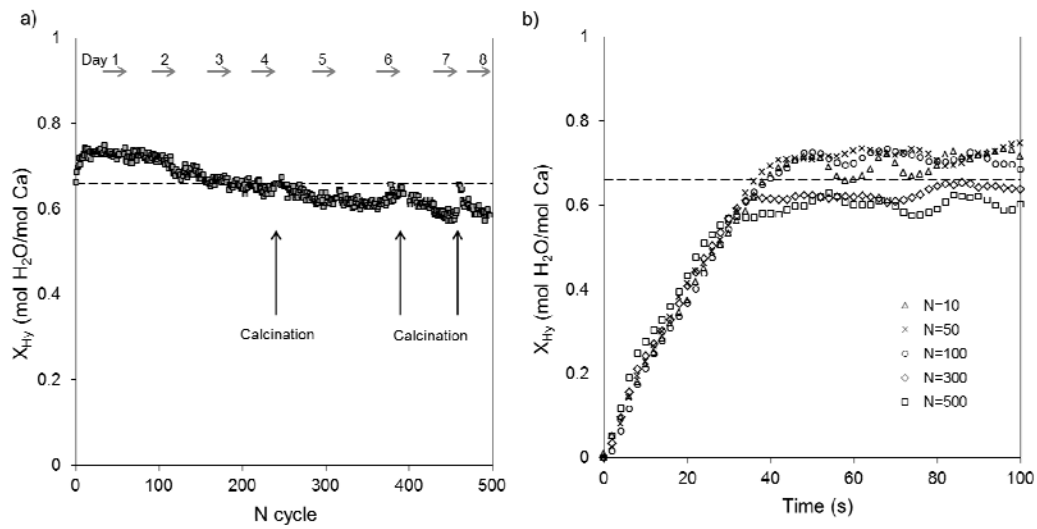 a)
X_Hy (mol H2O/mol Ca)
1
0.8
0.6
0.4
0.2
0
Day 1 2 3 4 5 6 7 8
Calcination Calcination
0 100 200 300 400 500
N cycle
b)
X_Hy (mol H2O/mol Ca)
1
0.8
0.6
0.4
0.2
0
N=10
N=50
N=100
N=300
N=500
0 20 40 60 80 100
Time (s)